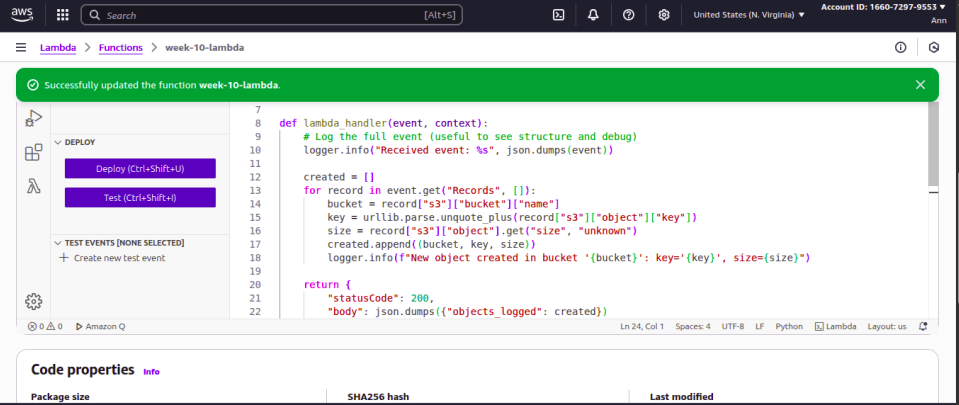 aws
Search [Alt+S]
United States (N. Virginia) ▼
Account ID: 1660-7297-9553 ▼
Ann
Lambda > Functions > week-10-lambda
Successfully updated the function week-10-lambda.
DEPLOY
Deploy (Ctrl+Shift+U)
Test (Ctrl+Shift+I)
TEST EVENTS [NONE SELECTED]
+ Create new test event
7
8 def lambda_handler(event, context):
9     # Log the full event (useful to see structure and debug)
10     logger.info("Received event: %s", json.dumps(event))
11
12     created = []
13     for record in event.get("Records", []):
14         bucket = record["s3"]["bucket"]["name"]
15         key = urllib.parse.unquote_plus(record["s3"]["object"]["key"])
16         size = record["s3"]["object"].get("size", "unknown")
17         created.append((bucket, key, size))
18         logger.info(f"New object created in bucket '{bucket}': key='{key}', size={size}")
19
20     return {
21         "statusCode": 200,
22         "body": json.dumps({"objects_logged": created})
0 0 Amazon Q Ln 24, Col 1 Spaces: 4 UTF-8 LF Python Lambda Layout: us
Code properties Info
Package size SHA256 hash Last modified